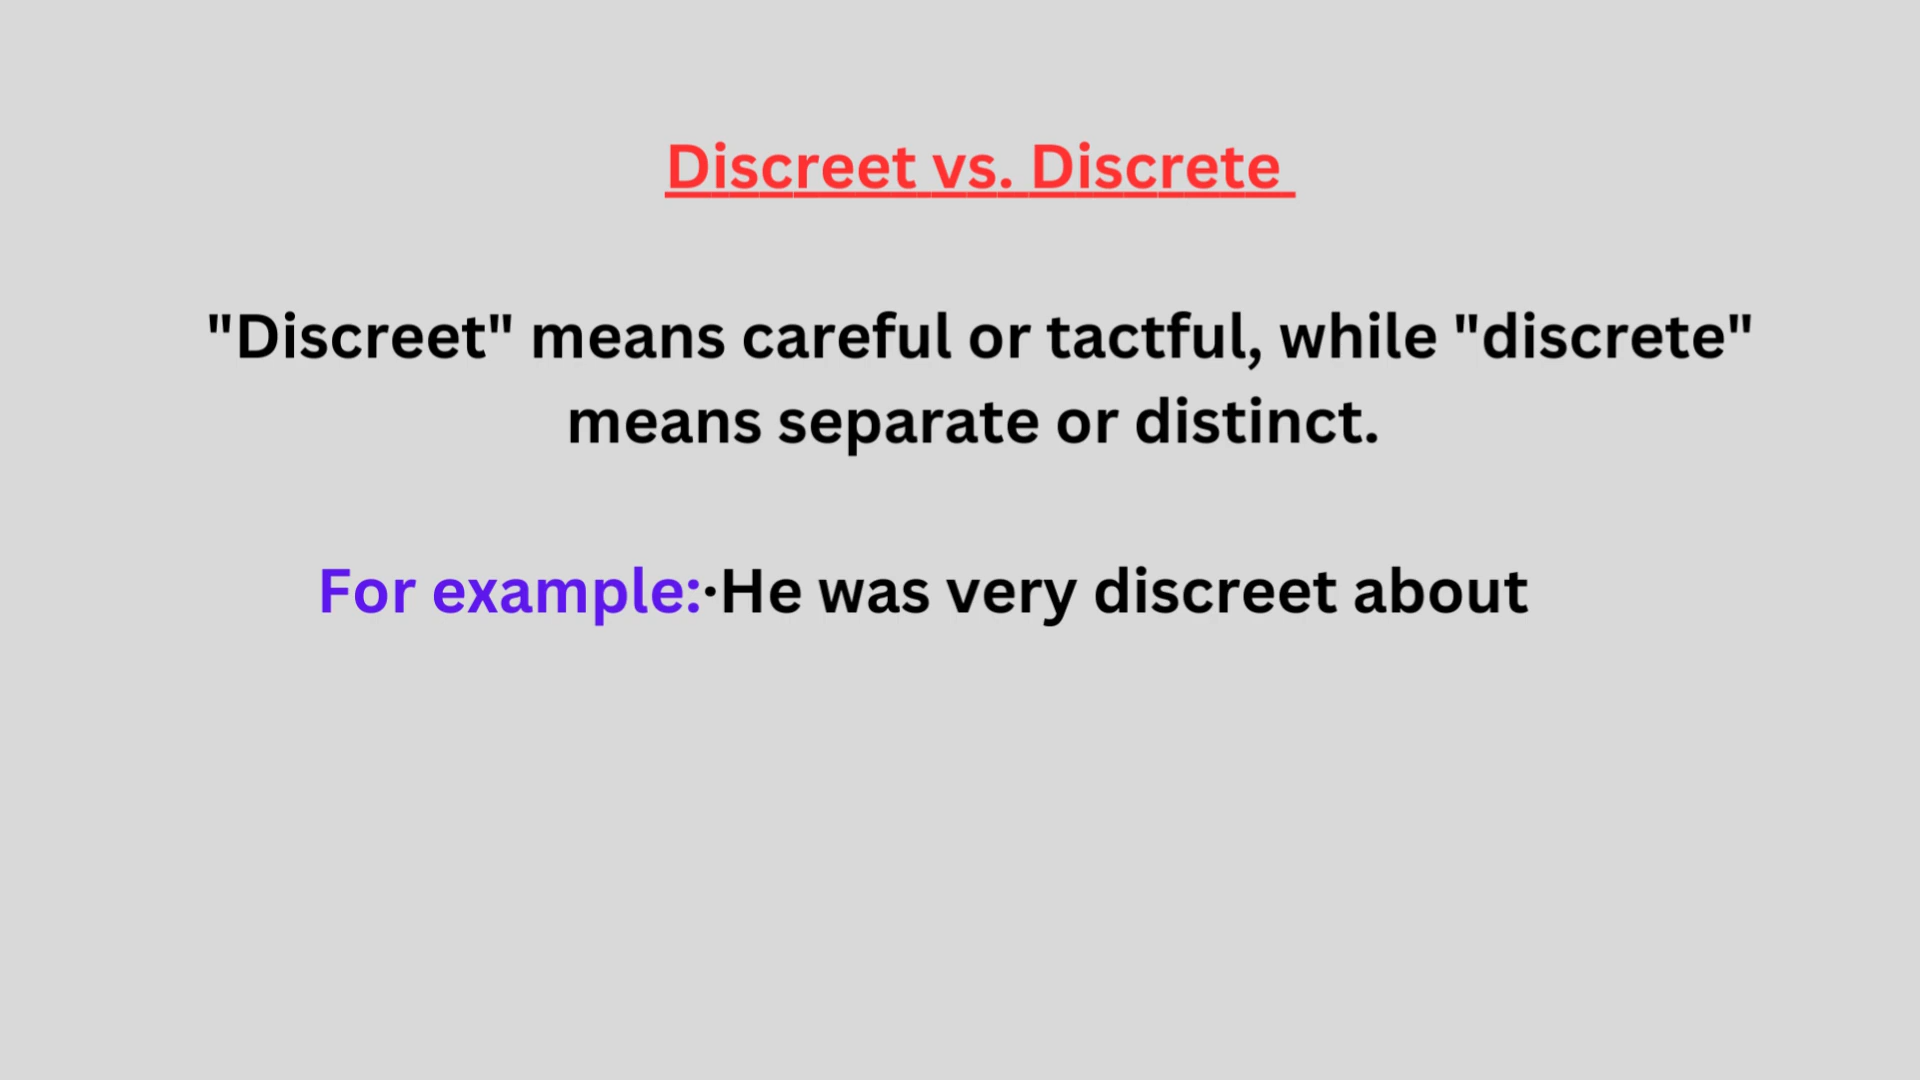 Discreet vs. Discrete
"Discreet" means careful or tactful, while "discrete"
means separate or distinct.
For example:·He was very discreet about